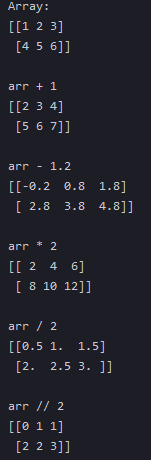 Array:
[[1 2 3]
 [4 5 6]]

arr + 1
[[2 3 4]
 [5 6 7]]

arr - 1.2
[[-0.2  0.8  1.8]
 [ 2.8  3.8  4.8]]

arr * 2
[[ 2  4  6]
 [ 8 10 12]]

arr / 2
[[0.5 1.  1.5]
 [2.  2.5 3. ]]

arr // 2
[[0 1 1]
 [2 2 3]]